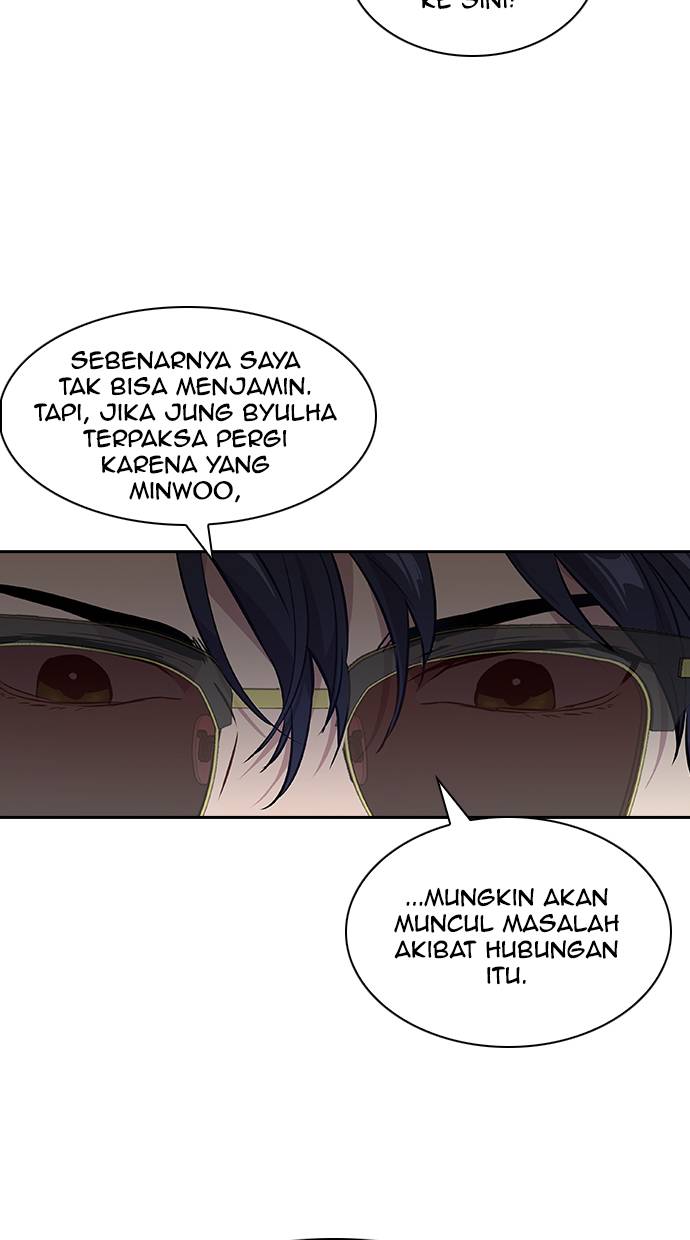 KE SINI?
SEBENARNYA SAYA
TAK BISA MENJAMIN.
TAPI, JIKA JUNG BYULHA
TERPAKSA PERGI
KARENA YANG
MINWOO,
...MUNGKIN AKAN
MUNCUL MASALAH
AKIBAT HUBUNGAN
ITU.